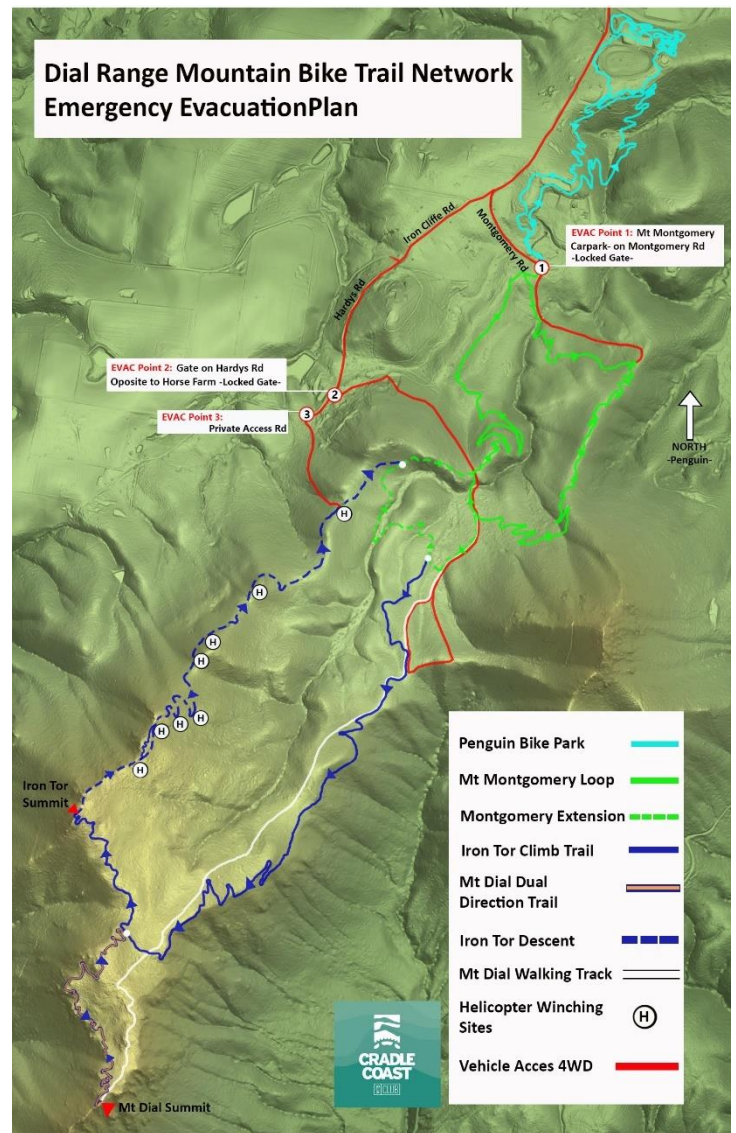 Dial Range Mountain Bike Trail Network
Emergency EvacuationPlan
Iron Cliffe Rd
Montgomery Rd
Hardys Rd
EVAC Point 1: Mt Montgomery
Carpark- on Montgomery Rd
-Locked Gate-
1
EVAC Point 2: Gate on Hardys Rd
Oposite to Horse Farm -Locked Gate-
2
EVAC Point 3:
Private Access Rd
3
NORTH
-Penguin-
H
H
H
H
H
H
H
H
Iron Tor
Summit
Mt Dial Summit
Penguin Bike Park
Mt Montgomery Loop
Montgomery Extension
Iron Tor Climb Trail
Mt Dial Dual
Direction Trail
Iron Tor Descent
Mt Dial Walking Track
Helicopter Winching
Sites
H
Vehicle Acces 4WD
CRADLE
COAST
CLUB